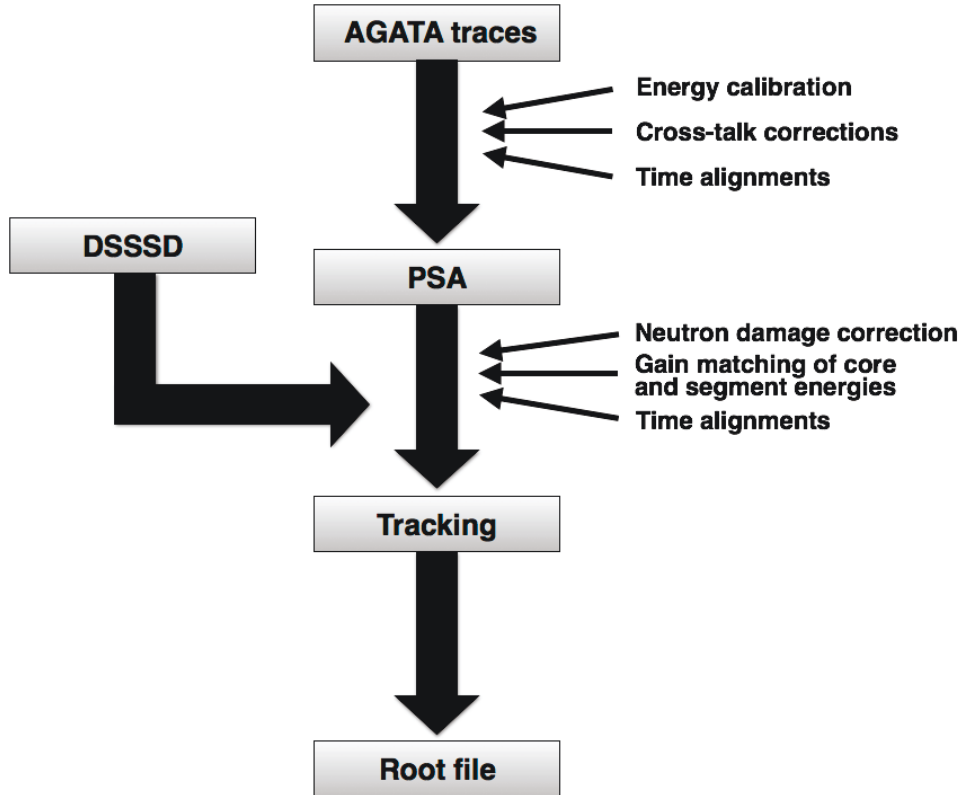 AGATA traces
Energy calibration
Cross-talk corrections
Time alignments
DSSSD
PSA
Neutron damage correction
Gain matching of core
and segment energies
Time alignments
Tracking
Root file